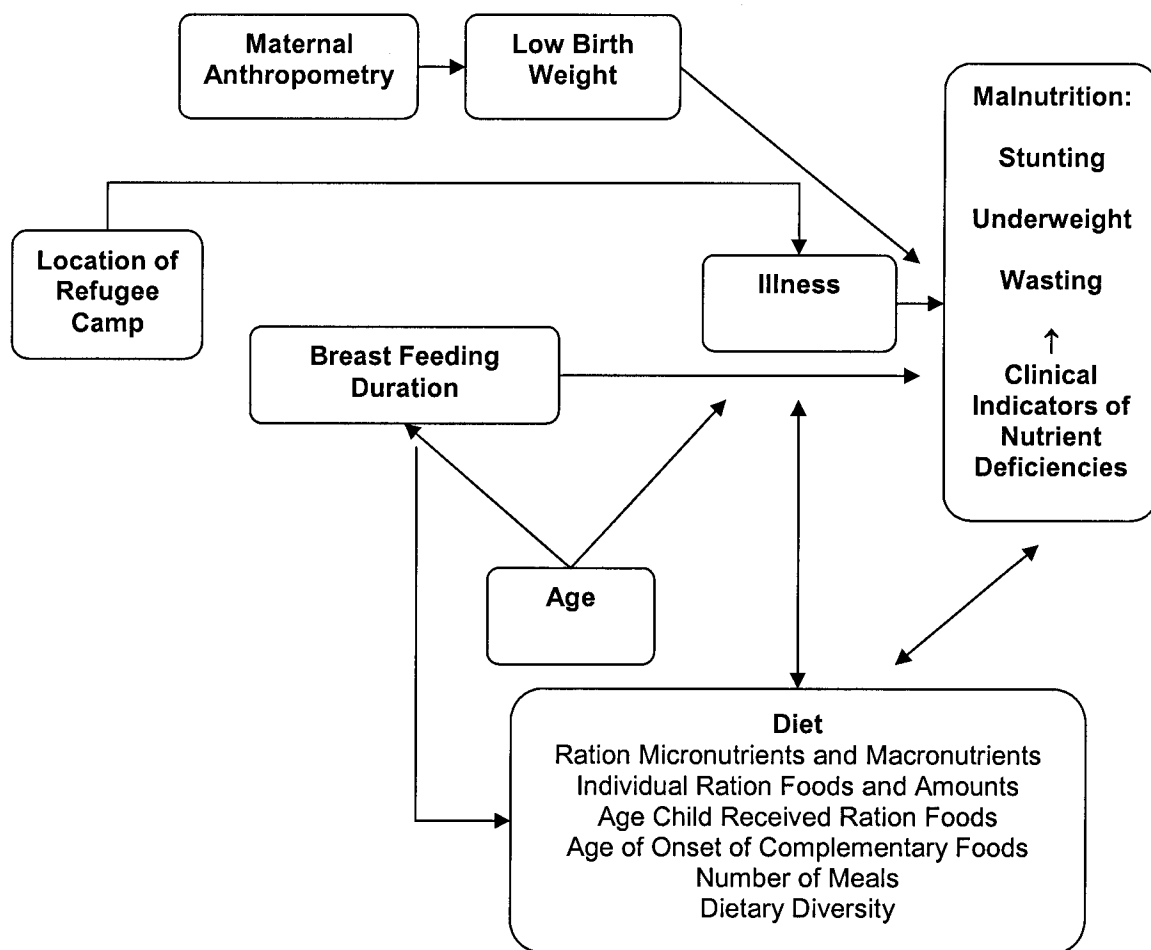 Maternal
Anthropometry
Low Birth
Weight
Malnutrition:
Stunting
Underweight
Wasting
↑
Clinical
Indicators of
Nutrient
Deficiencies
Location of
Refugee
Camp
Illness
Breast Feeding
Duration
Age
Diet
Ration Micronutrients and Macronutrients
Individual Ration Foods and Amounts
Age Child Received Ration Foods
Age of Onset of Complementary Foods
Number of Meals
Dietary Diversity